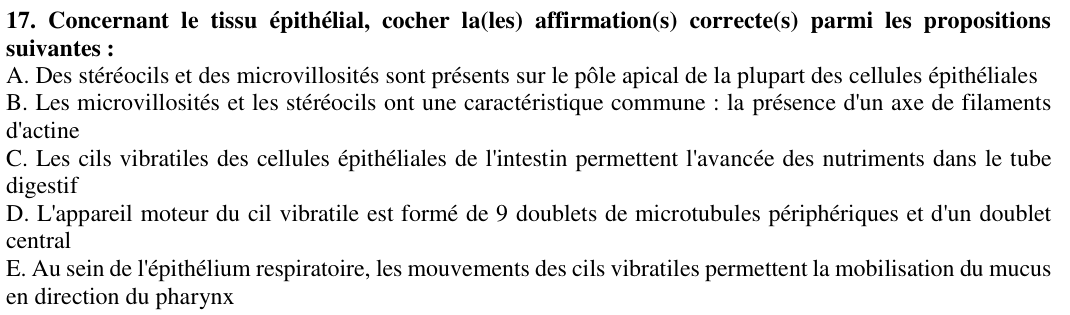 17. Concernant le tissu épithélial, cocher la(les) affirmation(s) correcte(s) parmi les propositions
suivantes :
A. Des stéréocils et des microvillosités sont présents sur le pôle apical de la plupart des cellules épithéliales
B. Les microvillosités et les stéréocils ont une caractéristique commune : la présence d'un axe de filaments
d'actine
C. Les cils vibratiles des cellules épithéliales de l'intestin permettent l'avancée des nutriments dans le tube
digestif
D. L'appareil moteur du cil vibratile est formé de 9 doublets de microtubules périphériques et d'un doublet
central
E. Au sein de l'épithélium respiratoire, les mouvements des cils vibratiles permettent la mobilisation du mucus
en direction du pharynx